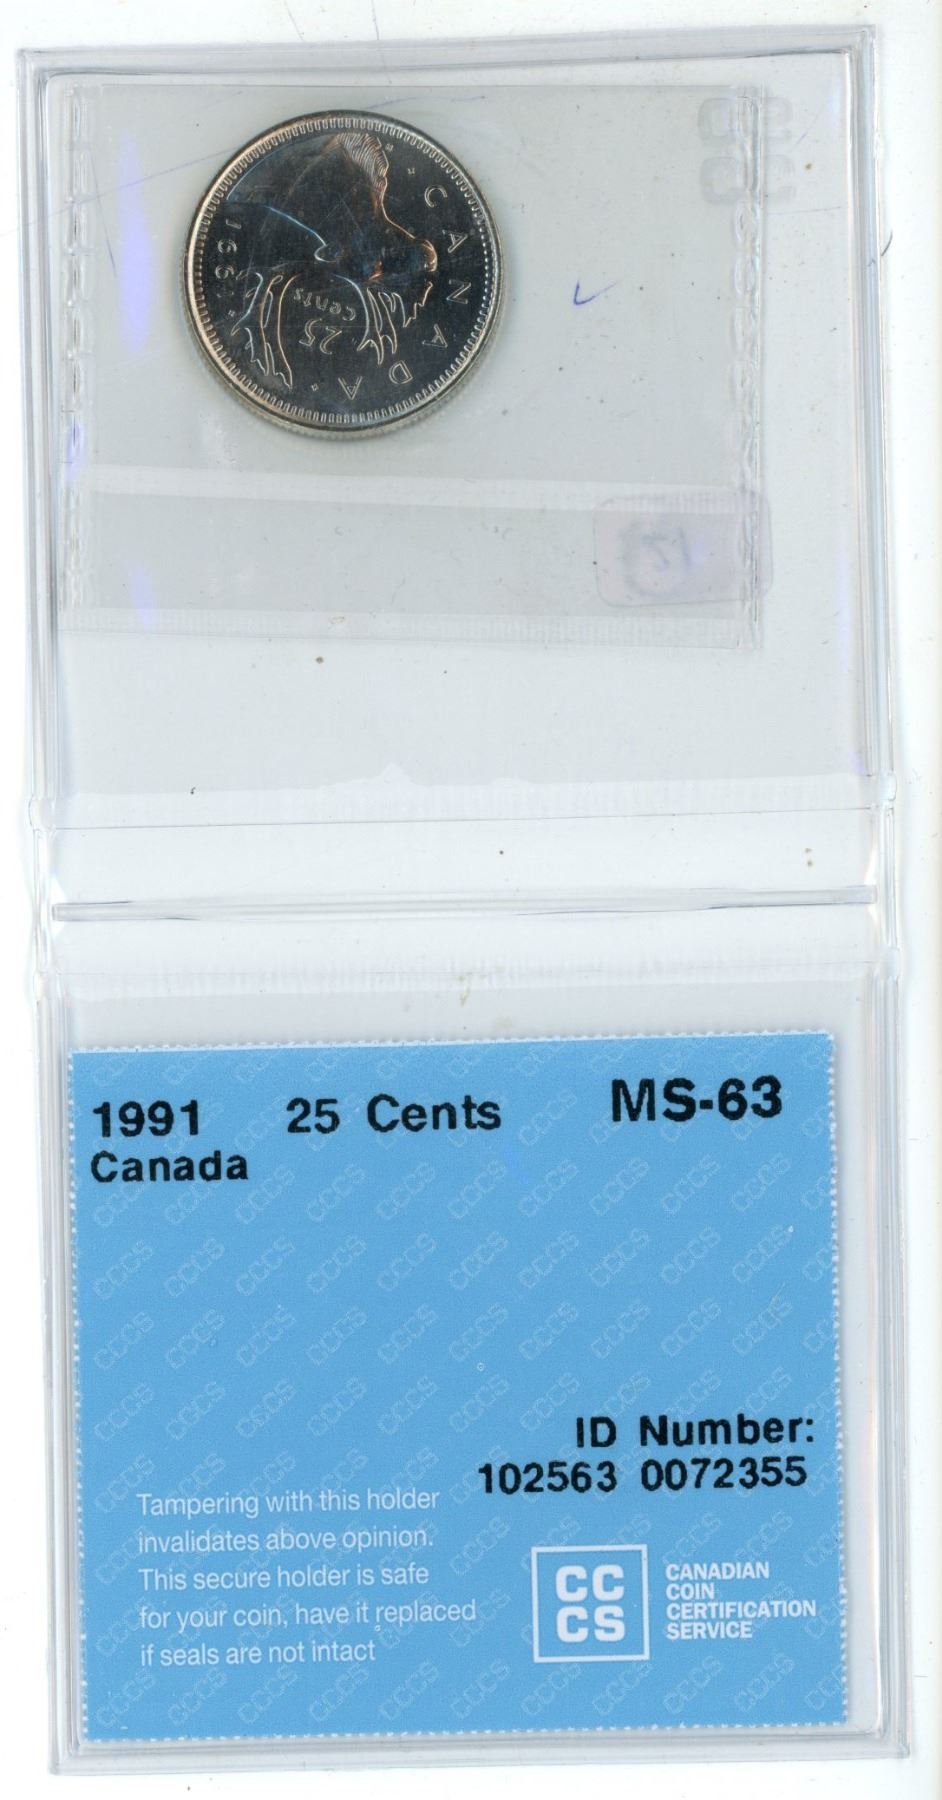 CANADA
25
cents
1991
1991 25 Cents MS-63
Canada
ID Number:
102563 0072355
Tampering with this holder
invalidates above opinion.
This secure holder is safe
for your coin, have it replaced
if seals are not intact
CC
CS
CANADIAN
COIN
CERTIFICATION
SERVICE